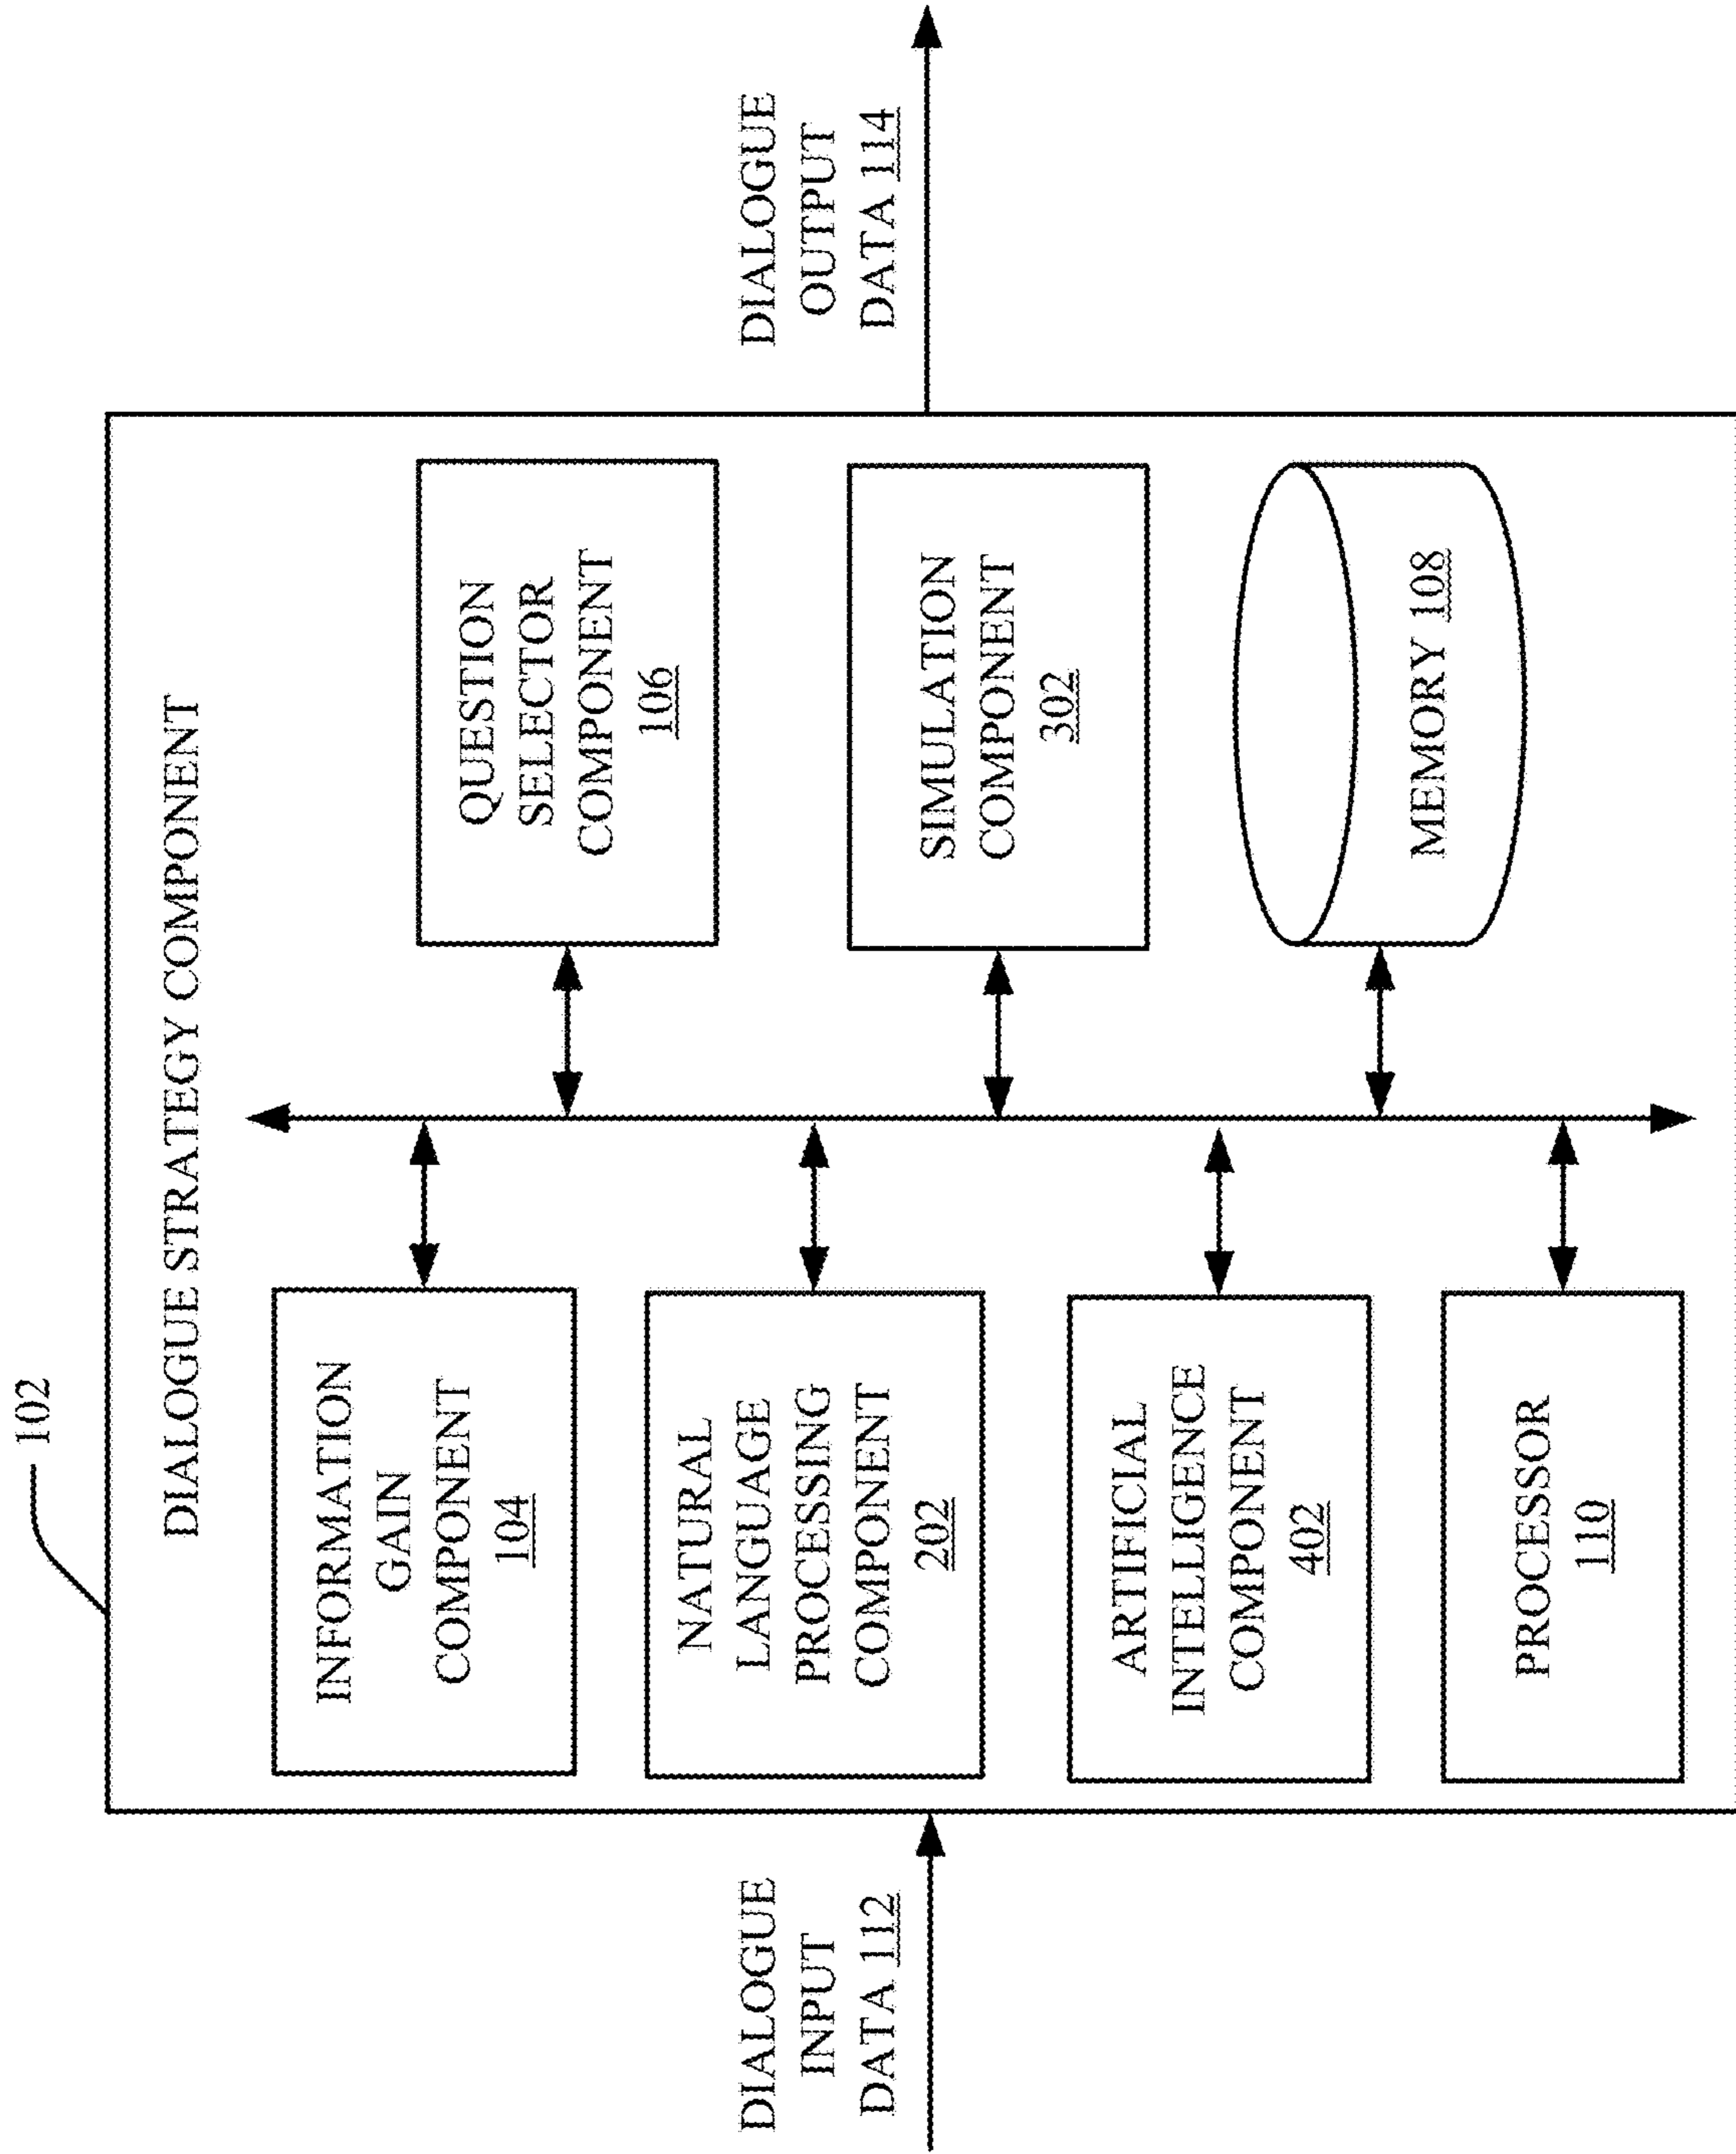 102
DIALOGUE STRATEGY COMPONENT
DIALOGUE
INPUT
DATA 112
INFORMATION
GAIN
COMPONENT
104
NATURAL
LANGUAGE
PROCESSING
COMPONENT
202
ARTIFICIAL
INTELLIGENCE
COMPONENT
402
PROCESSOR
110
QUESTION
SELECTOR
COMPONENT
106
SIMULATION
COMPONENT
302
MEMORY 108
DIALOGUE
OUTPUT
DATA 114